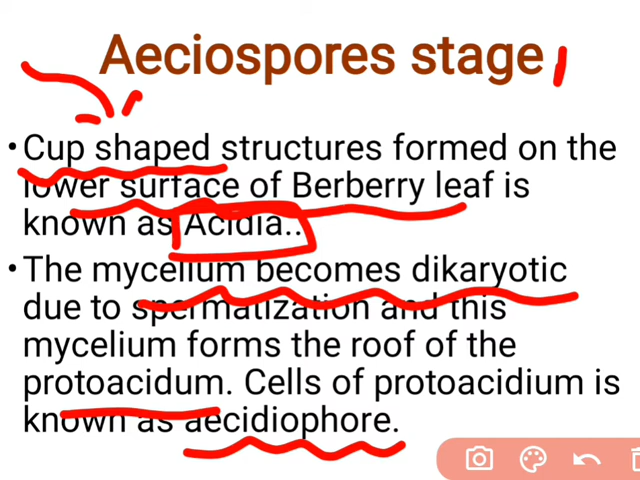 Aeciospores stage
•Cup shaped structures formed on the
lower surface of Berberry leaf is
known as Acidia..
•The mycelium becomes dikaryotic
due to spermatization and this
mycelium forms the roof of the
protoacidum. Cells of protoacidium is
known as aecidiophore.